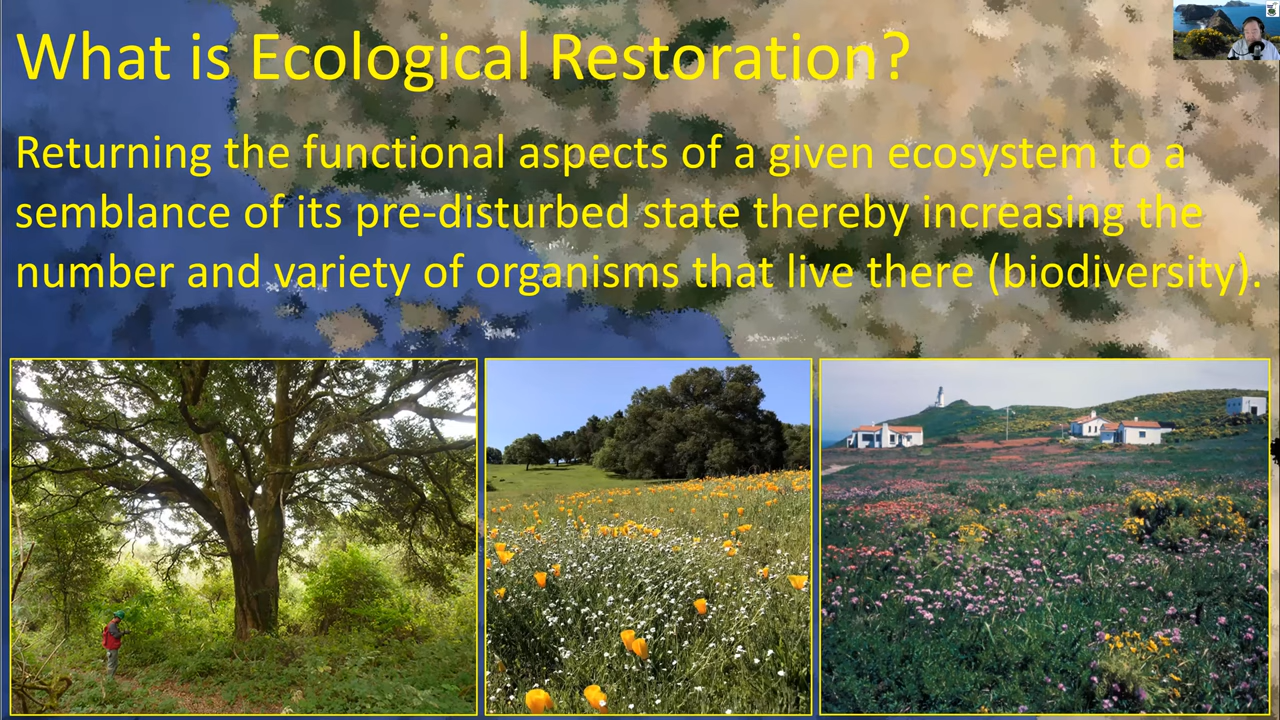 What is Ecological Restoration?
Returning the functional aspects of a given ecosystem to a
semblance of its pre-disturbed state thereby increasing the
number and variety of organisms that live there (biodiversity).